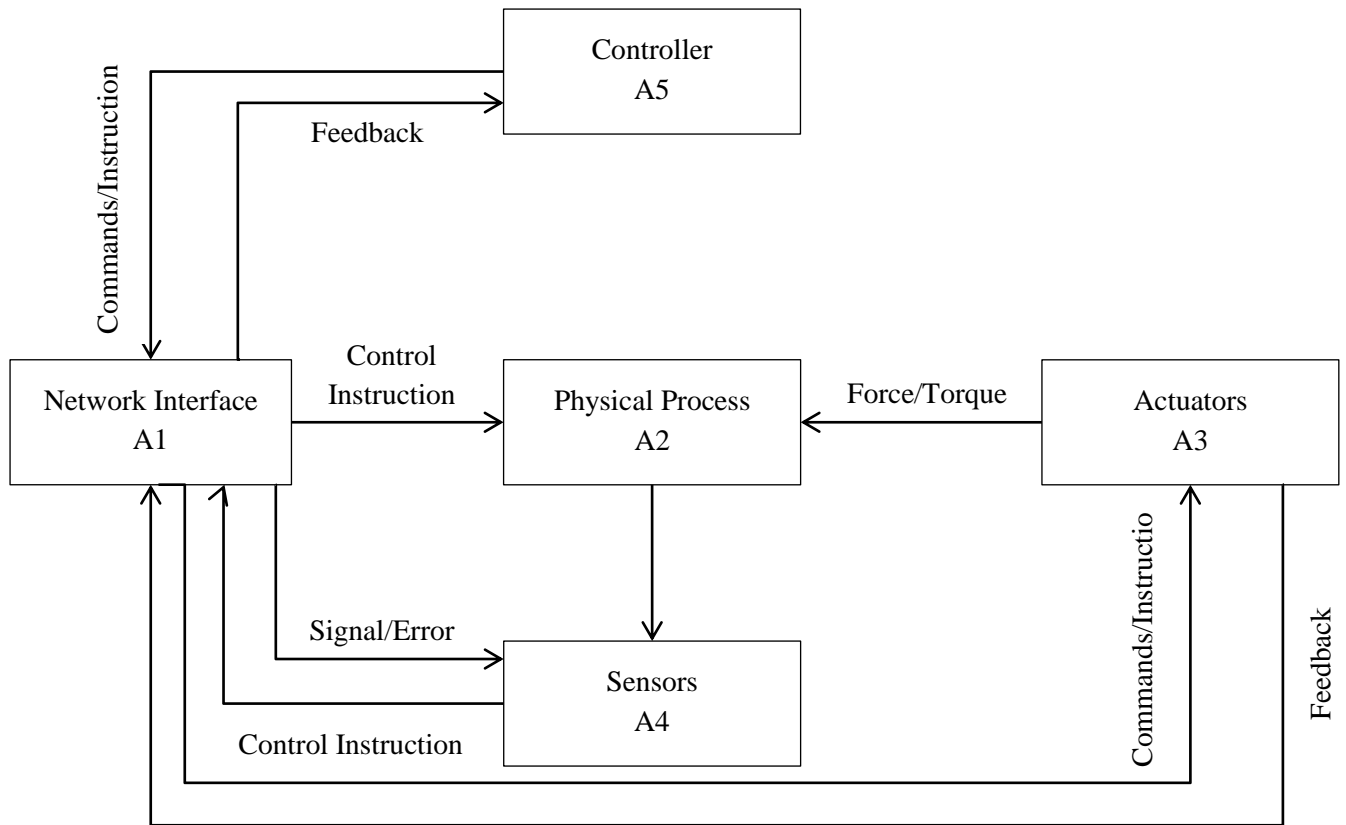 Controller
A5
Commands/Instruction
Feedback
Network Interface
A1
Control
Instruction
Physical Process
A2
Force/Torque
Actuators
A3
Signal/Error
Sensors
A4
Control Instruction
Commands/Instructio
Feedback